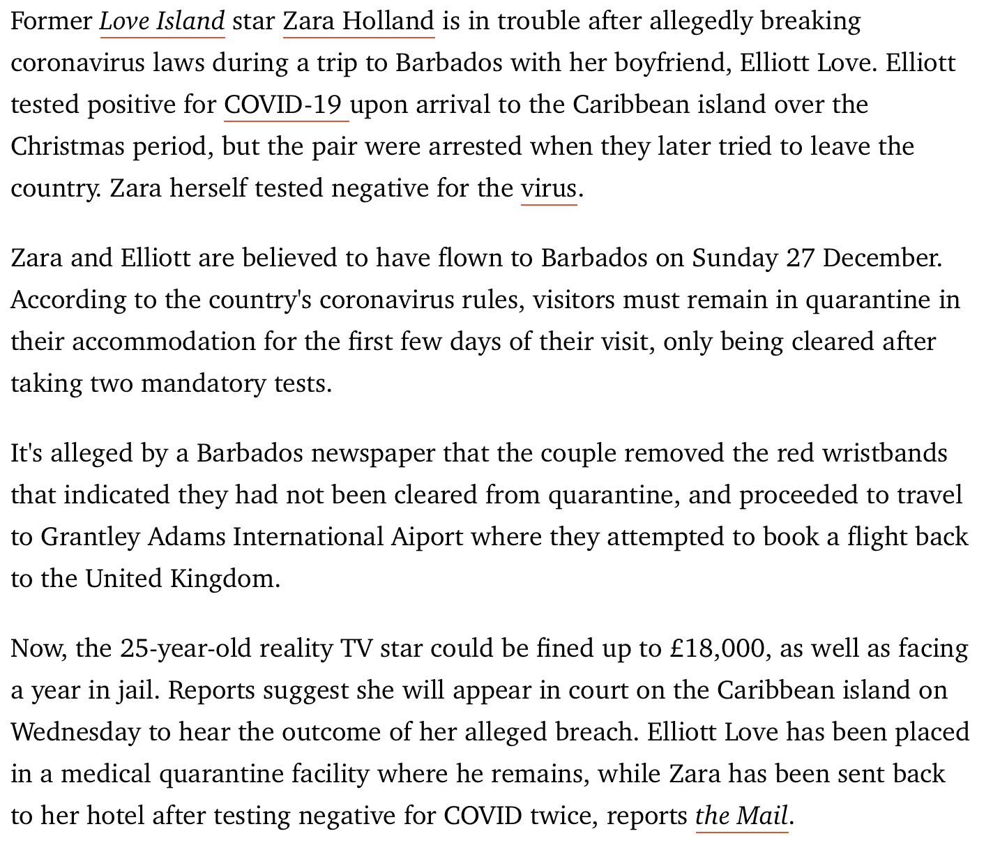 Former Love Island star Zara Holland is in trouble after allegedly breaking
coronavirus laws during a trip to Barbados with her boyfriend, Elliott Love. Elliott
tested positive for COVID-19 upon arrival to the Caribbean island over the
Christmas period, but the pair were arrested when they later tried to leave the
country. Zara herself tested negative for the virus.
Zara and Elliott are believed to have flown to Barbados on Sunday 27 December.
According to the country's coronavirus rules, visitors must remain in quarantine in
their accommodation for the first few days of their visit, only being cleared after
taking two mandatory tests.
It's alleged by a Barbados newspaper that the couple removed the red wristbands
that indicated they had not been cleared from quarantine, and proceeded to travel
to Grantley Adams International Aiport where they attempted to book a flight back
to the United Kingdom.
Now, the 25-year-old reality TV star could be fined up to £18,000, as well as facing
a year in jail. Reports suggest she will appear in court on the Caribbean island on
Wednesday to hear the outcome of her alleged breach. Elliott Love has been placed
in a medical quarantine facility where he remains, while Zara has been sent back
to her hotel after testing negative for COVID twice, reports the Mail.